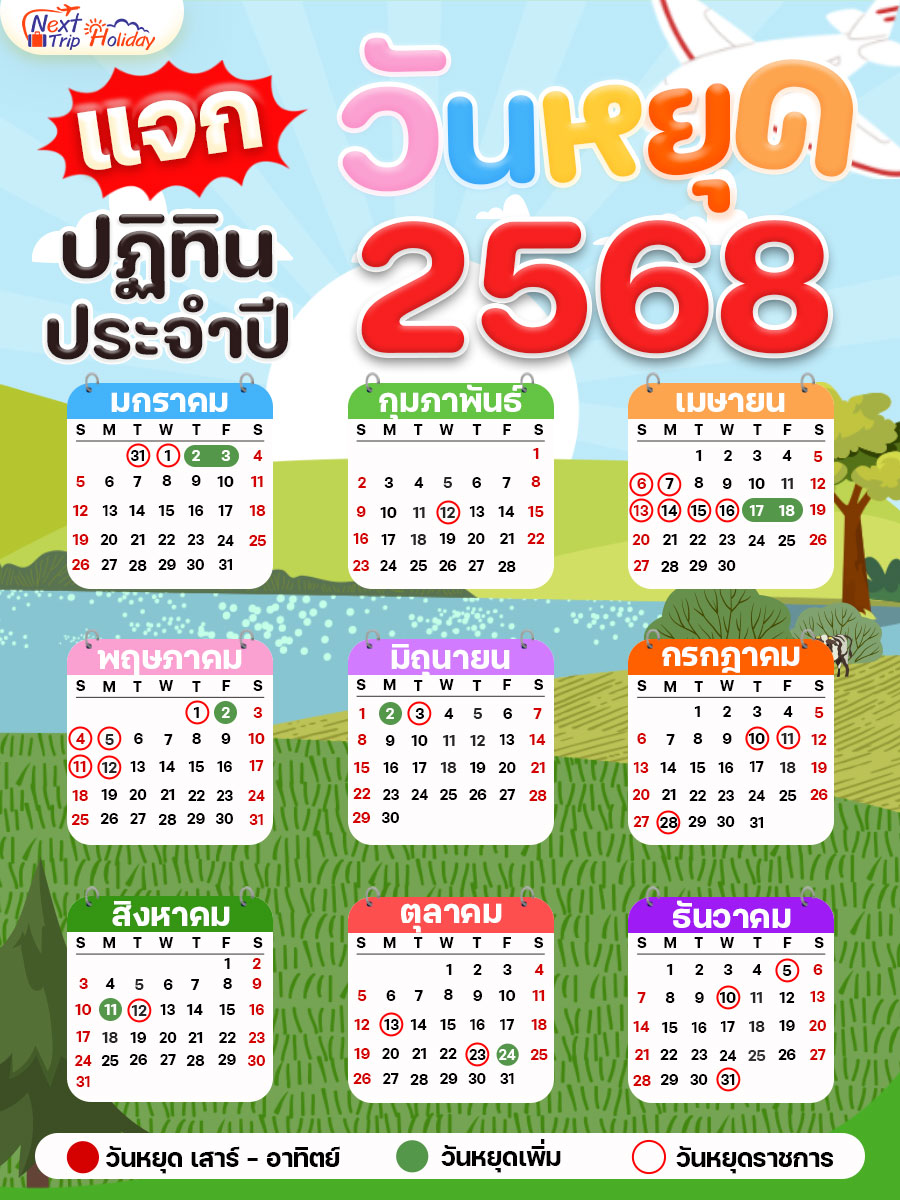 Next Trip Holiday
แจก
วันหยุด
ปฏิทิน
ประจำปี
2568
มกราคม
S M T W T F S
31 1 2 3 4
5 6 7 8 9 10 11
12 13 14 15 16 17 18
19 20 21 22 23 24 25
26 27 28 29 30 31
กุมภาพันธ์
S M T W T F S
1
2 3 4 5 6 7 8
9 10 11 12 13 14 15
16 17 18 19 20 21 22
23 24 25 26 27 28
เมษายน
S M T W T F S
1 2 3 4 5
6 7 8 9 10 11 12
13 14 15 16 17 18 19
20 21 22 23 24 25 26
27 28 29 30
พฤษภาคม
S M T W T F S
1 2 3
4 5 6 7 8 9 10
11 12 13 14 15 16 17
18 19 20 21 22 23 24
25 26 27 28 29 30 31
มิถุนายน
S M T W T F S
1 2 3 4 5 6 7
8 9 10 11 12 13 14
15 16 17 18 19 20 21
22 23 24 25 26 27 28
29 30
กรกฎาคม
S M T W T F S
1 2 3 4 5
6 7 8 9 10 11 12
13 14 15 16 17 18 19
20 21 22 23 24 25 26
27 28 29 30 31
สิงหาคม
S M T W T F S
1 2
3 4 5 6 7 8 9
10 11 12 13 14 15 16
17 18 19 20 21 22 23
24 25 26 27 28 29 30
31
ตุลาคม
S M T W T F S
1 2 3 4
5 6 7 8 9 10 11
12 13 14 15 16 17 18
19 20 21 22 23 24 25
26 27 28 29 30 31
ธันวาคม
S M T W T F S
1 2 3 4 5 6
7 8 9 10 11 12 13
14 15 16 17 18 19 20
21 22 23 24 25 26 27
28 29 30 31
วันหยุด เสาร์ - อาทิตย์
วันหยุดเพิ่ม
วันหยุดราชการ